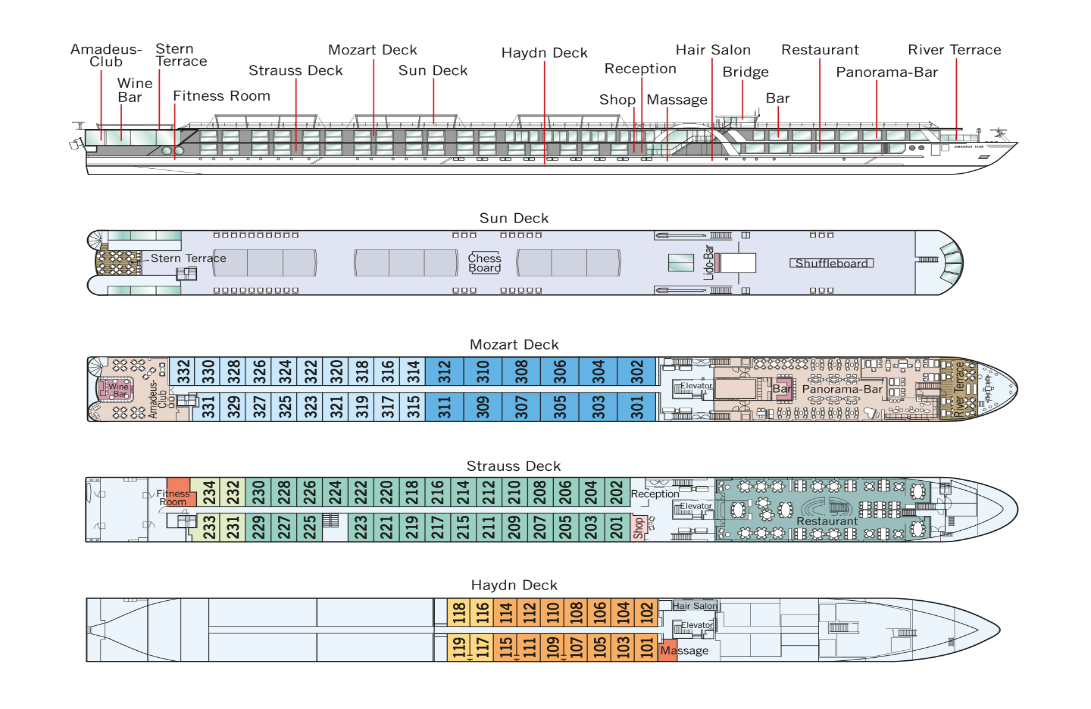 Amadeus-
Club
Stern
Terrace
Mozart Deck
Haydn Deck
Hair Salon
Restaurant
River Terrace
Wine
Bar
Strauss Deck
Sun Deck
Reception
Bridge
Panorama-Bar
Fitness Room
Shop
Massage
Bar
Sun Deck
Stern Terrace
Chess
Board
Lido-Bar
Shuffleboard
Mozart Deck
332 330 328 326 324 322 320 318 316 314 312 310 308 306 304 302
Wine
Bar
Amadeus-
Club
Elevator
Bar
Panorama-Bar
River Terrace
331 329 327 325 323 321 319 317 315 311 309 307 305 303 301
Strauss Deck
Fitness
Room
234 232 230 228 226 224 222 220 218 216 214 212 210 208 206 204 202
Reception
Elevator
Restaurant
233 231 229 227 225 223 221 219 217 215 211 209 207 205 203 201
Shop
Haydn Deck
118 116 114 112 110 108 106 104 102
Hair Salon
Elevator
119 117 115 111 109 107 105 103 101
Massage